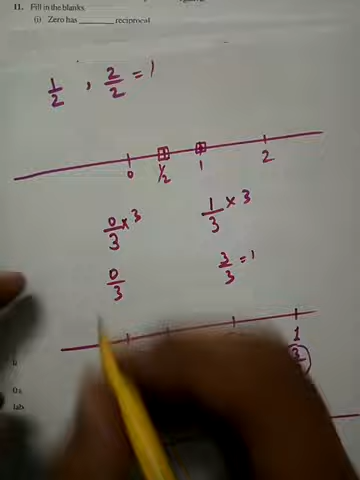 11. Fill in the blanks.
(i) Zero has ________ reciprocal
1/2 , 2/2 = 1
0 1/2 1 2
0/3 × 3 1/3 × 3
0/3 3/3 = 1
1
3